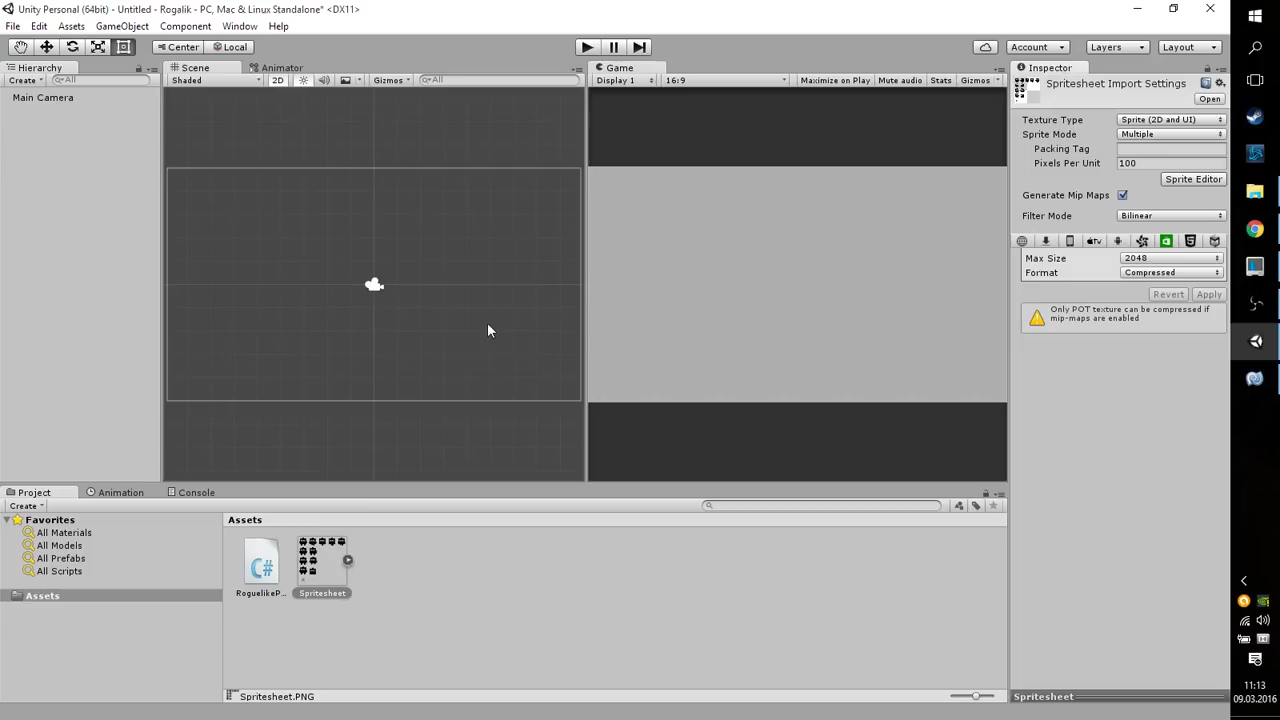 Unity Personal (64bit) - Untitled - Rogalik - PC, Mac & Linux Standalone* <DX11>
File Edit Assets GameObject Component Window Help
Center Local Account Layers Layout
Hierarchy Scene Animator Game Inspector
Create All Shaded 2D Gizmos All Display 1 16:9 Maximize on Play Mute audio Stats Gizmos
Spritesheet Import Settings
Open
Main Camera
Texture Type Sprite (2D and UI)
Sprite Mode Multiple
Packing Tag
Pixels Per Unit 100
Sprite Editor
Generate Mip Maps
Filter Mode Bilinear
Max Size 2048
Format Compressed
Revert Apply
Only POT texture can be compressed if
mip-maps are enabled
Project Animation Console
Create
Favorites
All Materials
All Models
All Prefabs
All Scripts
Assets
Assets
C#
RoguelikeP... Spritesheet
Spritesheet.PNG
Spritesheet
11:13
09.03.2016